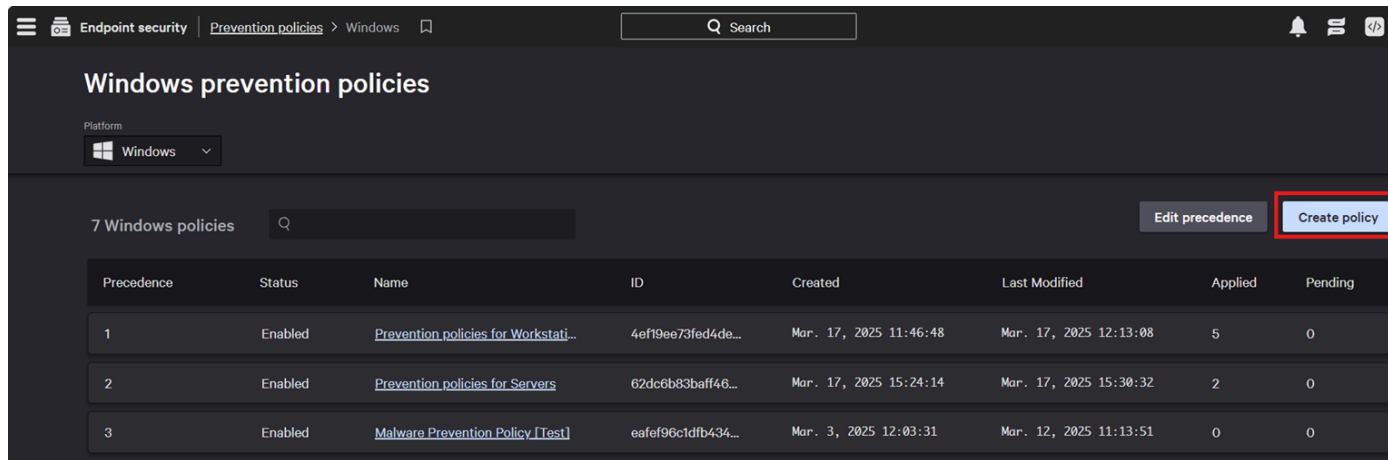 Endpoint security Prevention policies > Windows Search
Windows prevention policies
Platform
Windows
7 Windows policies Edit precedence Create policy
Precedence Status Name ID Created Last Modified Applied Pending
1 Enabled Prevention policies for Workstati... 4ef19ee73fed4de... Mar. 17, 2025 11:46:48 Mar. 17, 2025 12:13:08 5 0
2 Enabled Prevention policies for Servers 62dc6b83baff46... Mar. 17, 2025 15:24:14 Mar. 17, 2025 15:30:32 2 0
3 Enabled Malware Prevention Policy [Test] eafef96c1dfb434... Mar. 3, 2025 12:03:31 Mar. 12, 2025 11:13:51 0 0